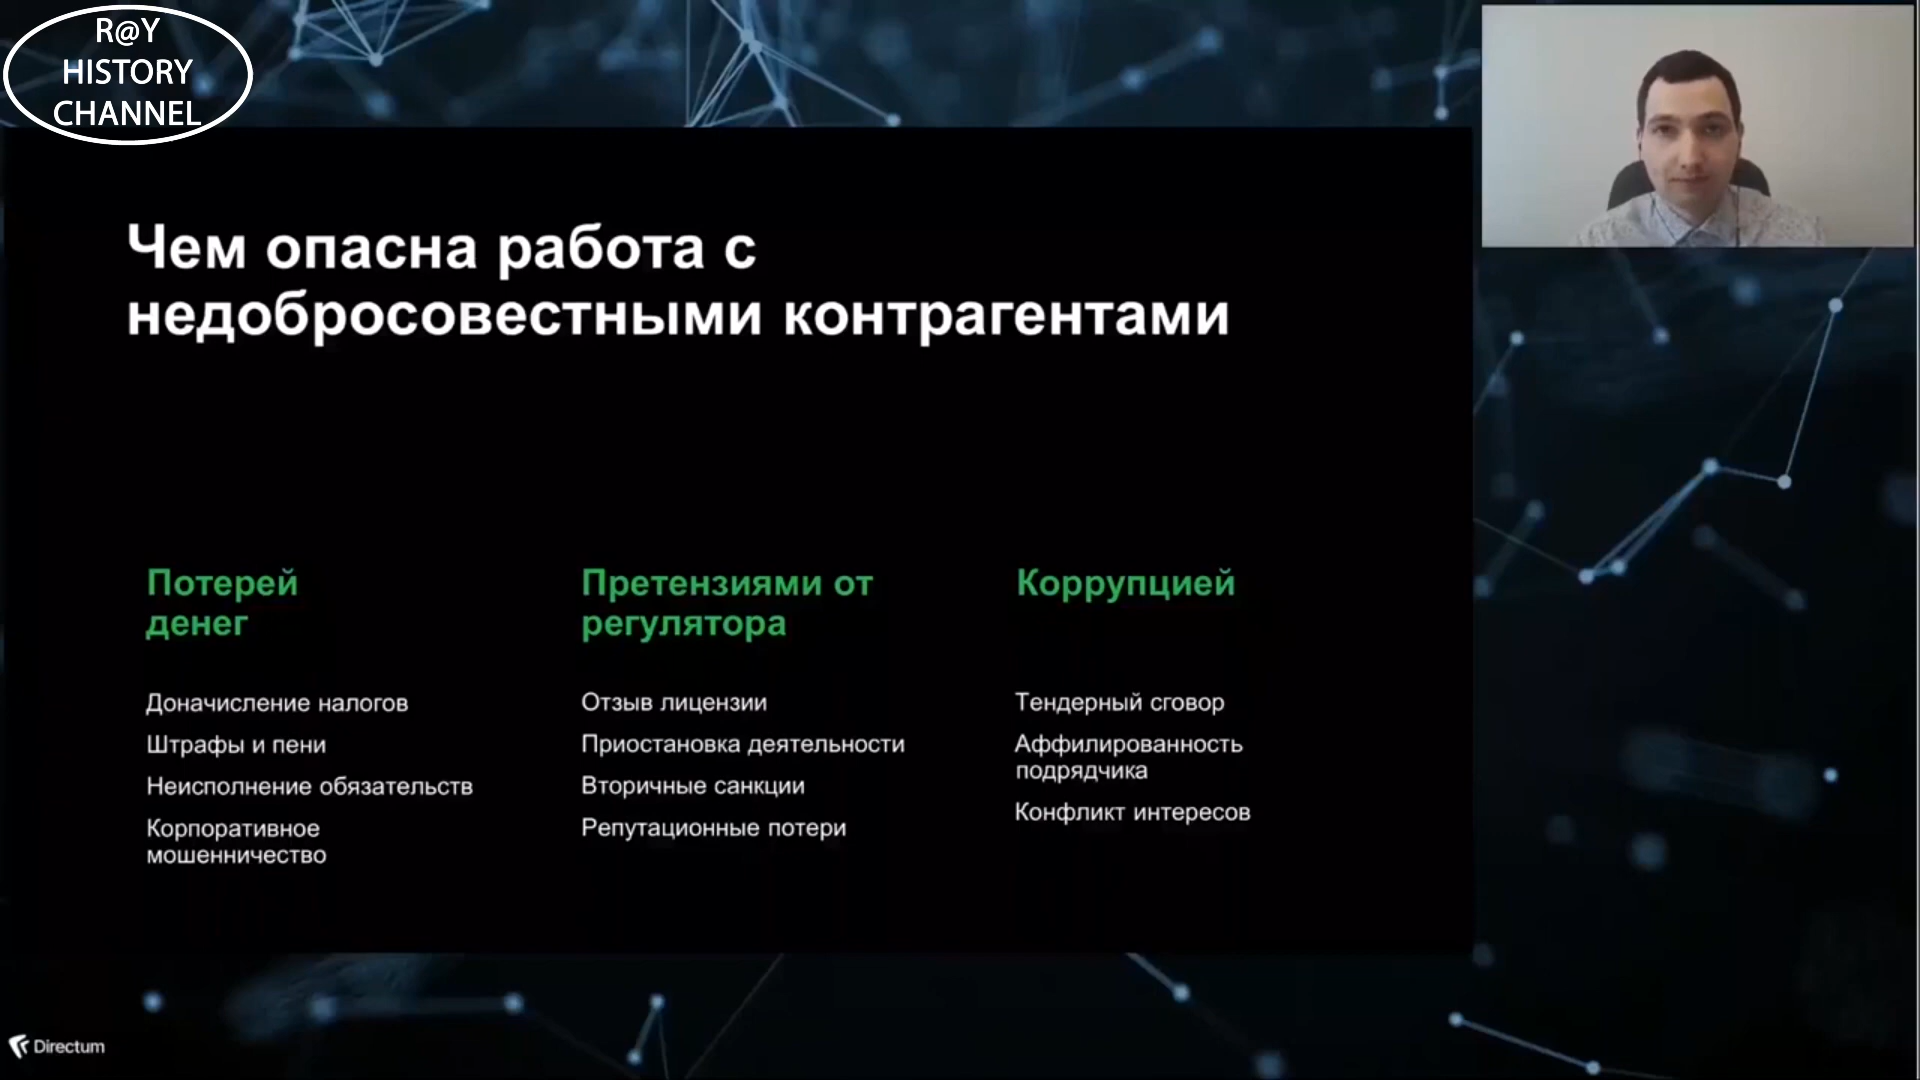 R@Y
HISTORY
CHANNEL
Чем опасна работа с
недобросовестными контрагентами
Потерей
денег
Доначисление налогов
Штрафы и пени
Неисполнение обязательств
Корпоративное
мошенничество
Претензиями от
регулятора
Отзыв лицензии
Приостановка деятельности
Вторичные санкции
Репутационные потери
Коррупцией
Тендерный сговор
Аффилированность
подрядчика
Конфликт интересов
Directum